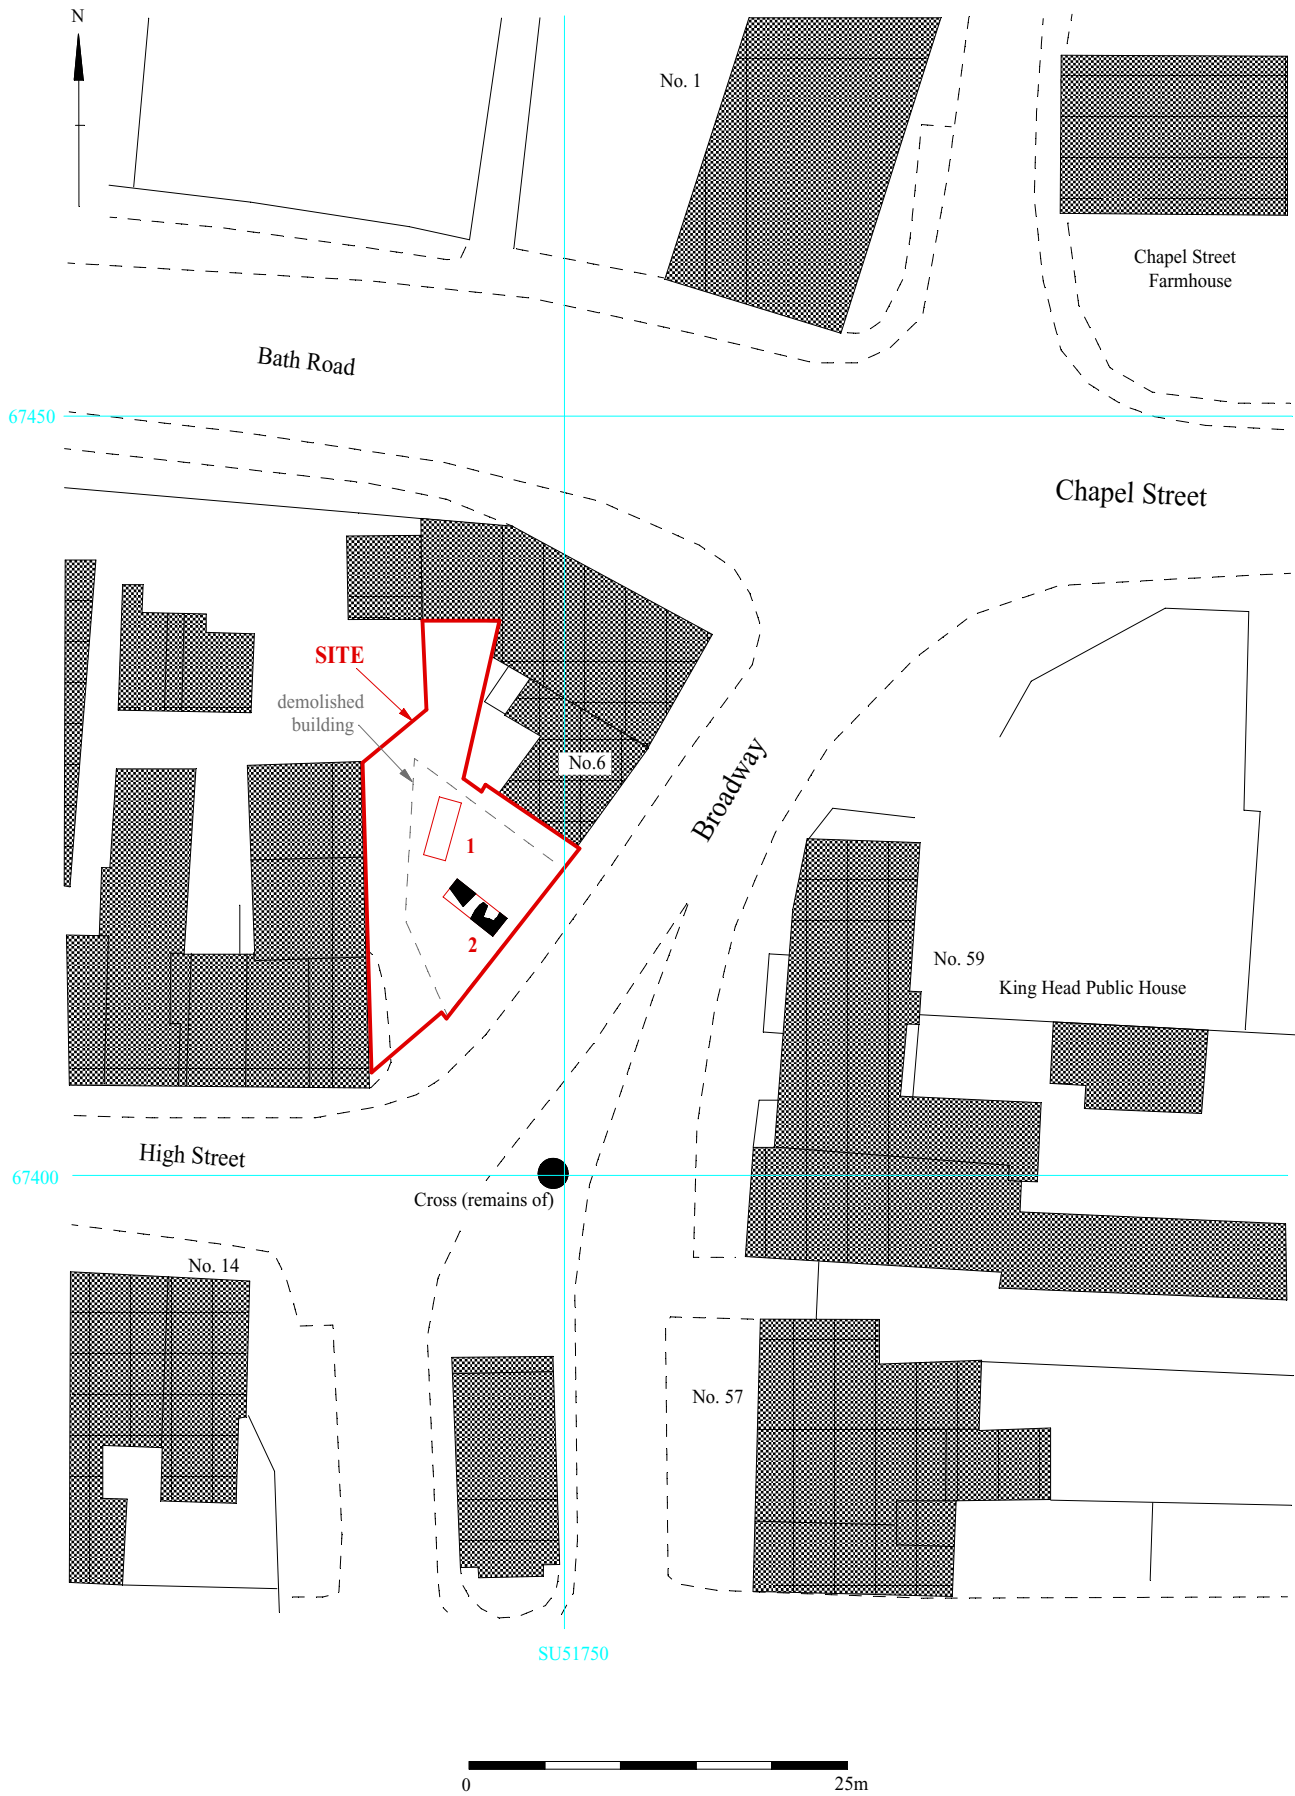 N
No. 1
Chapel Street
Farmhouse
Bath Road
67450
Chapel Street
SITE
demolished
building
No.6
Broadway
1
2
No. 59
King Head Public House
High Street
67400
Cross (remains of)
No. 14
No. 57
SU51750
0
25m